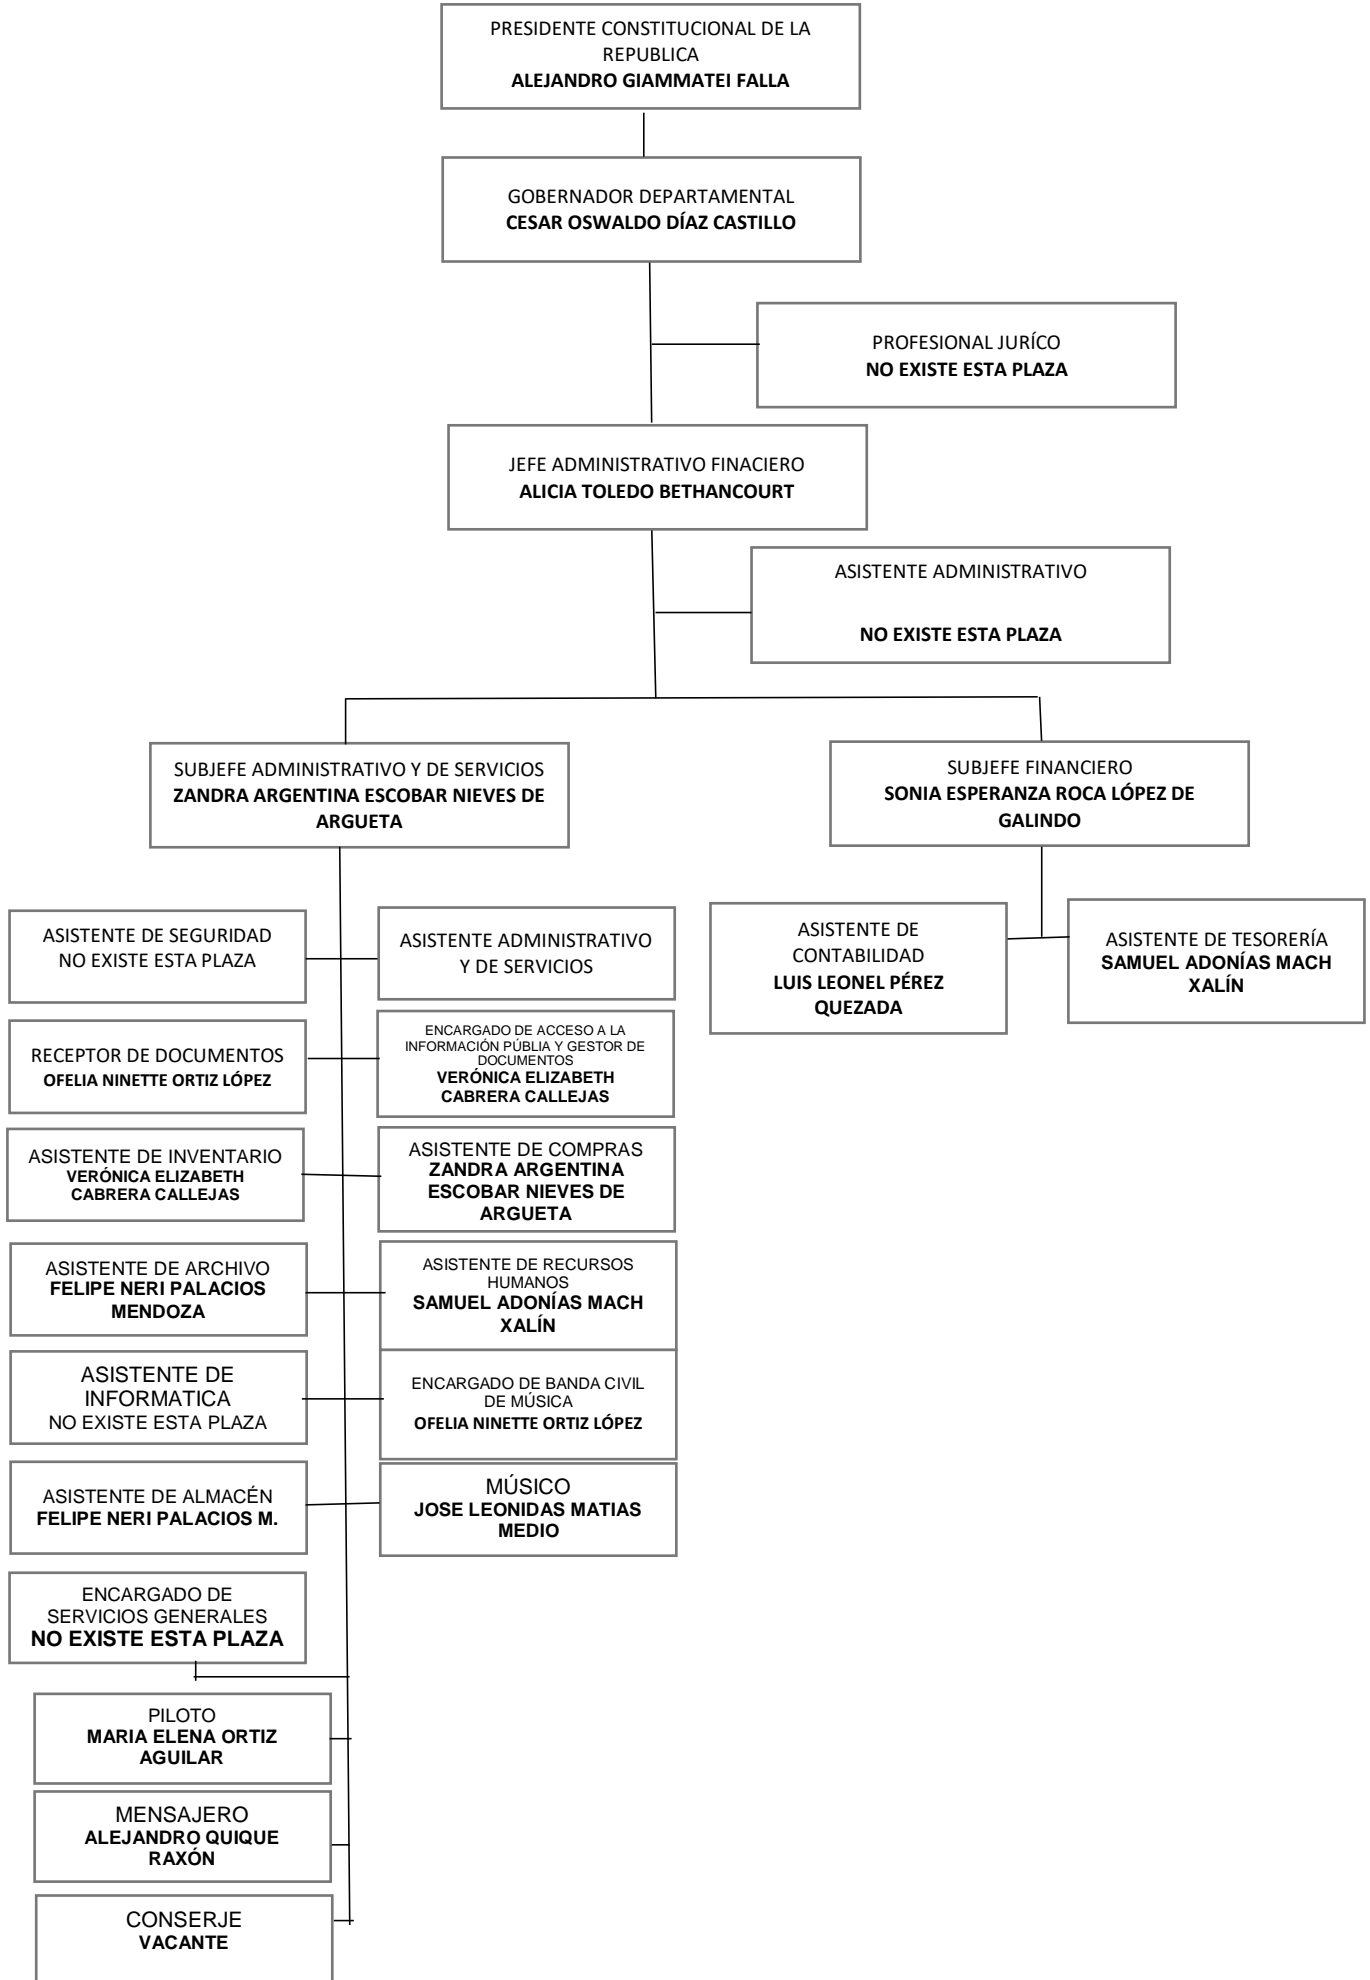 PRESIDENTE CONSTITUCIONAL DE LA
REPUBLICA
ALEJANDRO GIAMMATEI FALLA
GOBERNADOR DEPARTAMENTAL
CESAR OSWALDO DÍAZ CASTILLO
PROFESIONAL JURÍCO
NO EXISTE ESTA PLAZA
JEFE ADMINISTRATIVO FINACIERO
ALICIA TOLEDO BETHANCOURT
ASISTENTE ADMINISTRATIVO
NO EXISTE ESTA PLAZA
SUBJEFE ADMINISTRATIVO Y DE SERVICIOS
ZANDRA ARGENTINA ESCOBAR NIEVES DE
ARGUETA
SUBJEFE FINANCIERO
SONIA ESPERANZA ROCA LÓPEZ DE
GALINDO
ASISTENTE DE SEGURIDAD
NO EXISTE ESTA PLAZA
ASISTENTE ADMINISTRATIVO
Y DE SERVICIOS
ASISTENTE DE
CONTABILIDAD
LUIS LEONEL PÉREZ
QUEZADA
ASISTENTE DE TESORERÍA
SAMUEL ADONÍAS MACH
XALÍN
RECEPTOR DE DOCUMENTOS
OFELIA NINETTE ORTIZ LÓPEZ
ENCARGADO DE ACCESO A LA
INFORMACIÓN PÚBLIA Y GESTOR DE
DOCUMENTOS
VERÓNICA ELIZABETH
CABRERA CALLEJAS
ASISTENTE DE INVENTARIO
VERÓNICA ELIZABETH
CABRERA CALLEJAS
ASISTENTE DE COMPRAS
ZANDRA ARGENTINA
ESCOBAR NIEVES DE
ARGUETA
ASISTENTE DE ARCHIVO
FELIPE NERI PALACIOS
MENDOZA
ASISTENTE DE RECURSOS
HUMANOS
SAMUEL ADONÍAS MACH
XALÍN
ASISTENTE DE
INFORMATICA
NO EXISTE ESTA PLAZA
ENCARGADO DE BANDA CIVIL
DE MÚSICA
OFELIA NINETTE ORTIZ LÓPEZ
ASISTENTE DE ALMACÉN
FELIPE NERI PALACIOS M.
MÚSICO
JOSE LEONIDAS MATIAS
MEDIO
ENCARGADO DE
SERVICIOS GENERALES
NO EXISTE ESTA PLAZA
PILOTO
MARIA ELENA ORTIZ
AGUILAR
MENSAJERO
ALEJANDRO QUIQUE
RAXÓN
CONSERJE
VACANTE